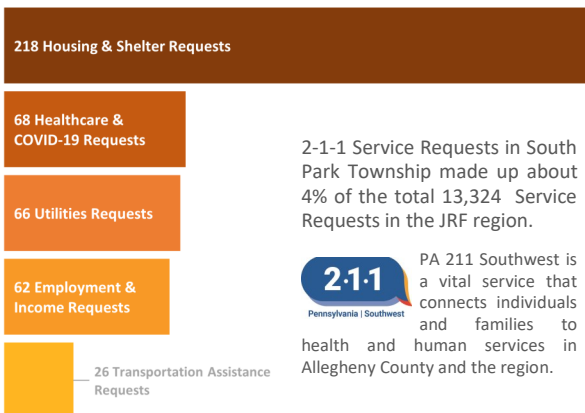 218 Housing & Shelter Requests
68 Healthcare &
COVID-19 Requests
66 Utilities Requests
62 Employment &
Income Requests
26 Transportation Assistance
Requests
2-1-1 Service Requests in South
Park Township made up about
4% of the total 13,324 Service
Requests in the JRF region.
2·1·1
Pennsylvania | Southwest
PA 211 Southwest is
a vital service that
connects individuals
and families to
health and human services in
Allegheny County and the region.